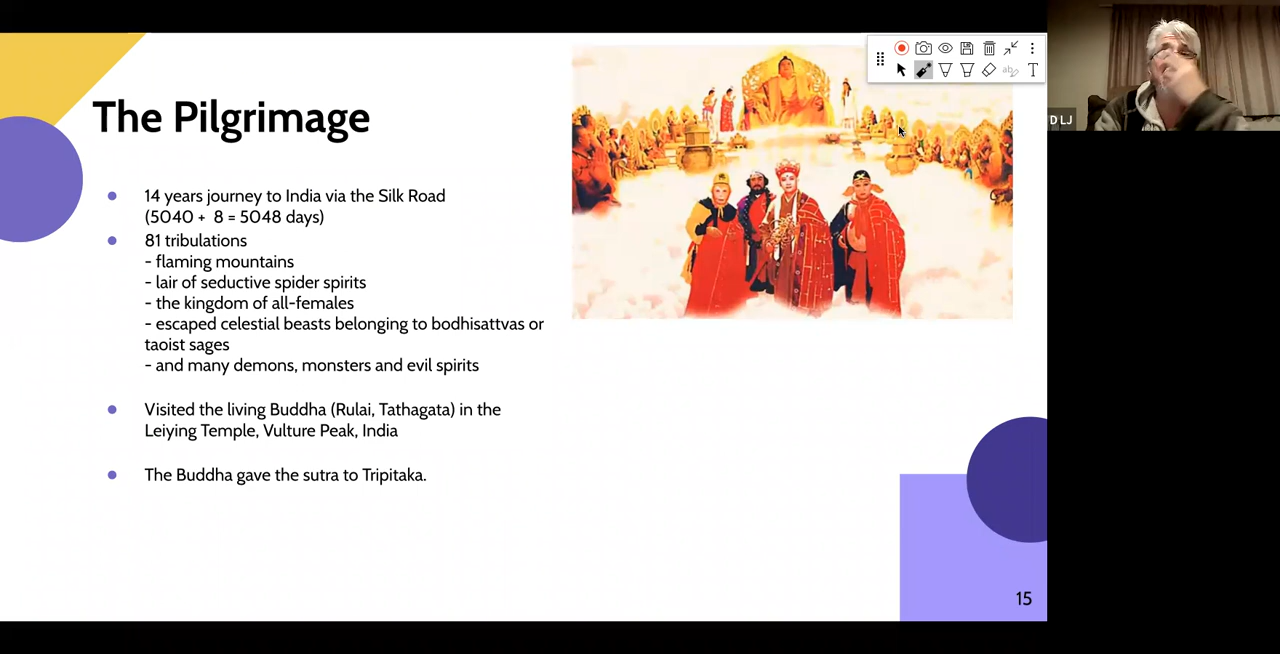 The Pilgrimage
14 years journey to India via the Silk Road
(5040 + 8 = 5048 days)
81 tribulations
- flaming mountains
- lair of seductive spider spirits
- the kingdom of all-females
- escaped celestial beasts belonging to bodhisattvas or
taoist sages
- and many demons, monsters and evil spirits
Visited the living Buddha (Rulai, Tathagata) in the
Leiying Temple, Vulture Peak, India
The Buddha gave the sutra to Tripitaka.
15
ab
T
D LJ